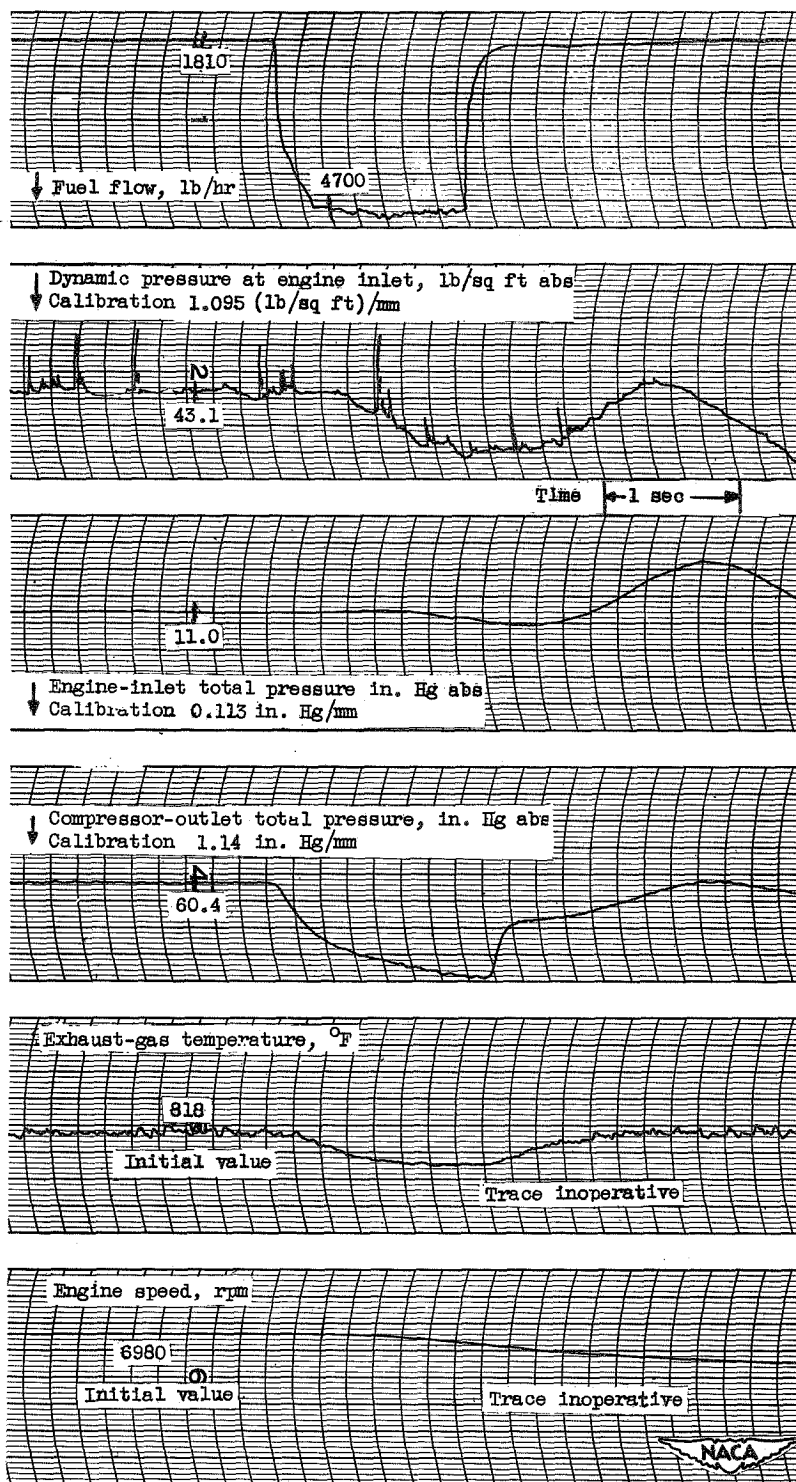 1810
4700
Fuel flow, lb/hr
Dynamic pressure at engine inlet, lb/sq ft abs
Calibration 1.095 (lb/sq ft)/mm
2
43.1
Time 1 sec
11.0
Engine-inlet total pressure in. Hg abs
Calibration 0.113 in. Hg/mm
Compressor-outlet total pressure, in. Hg abs
Calibration 1.14 in. Hg/mm
4
60.4
Exhaust-gas temperature, °F
818
Initial value
Trace inoperative
Engine speed, rpm
6980
6
Initial value
Trace inoperative
NACA